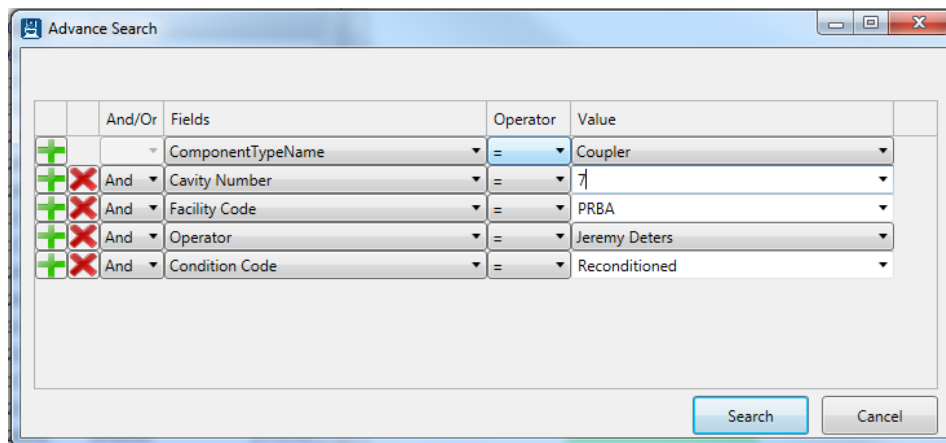 Advance Search
And/Or Fields Operator Value
ComponentTypeName = Coupler
And Cavity Number = 7
And Facility Code = PRBA
And Operator = Jeremy Deters
And Condition Code = Reconditioned
Search Cancel